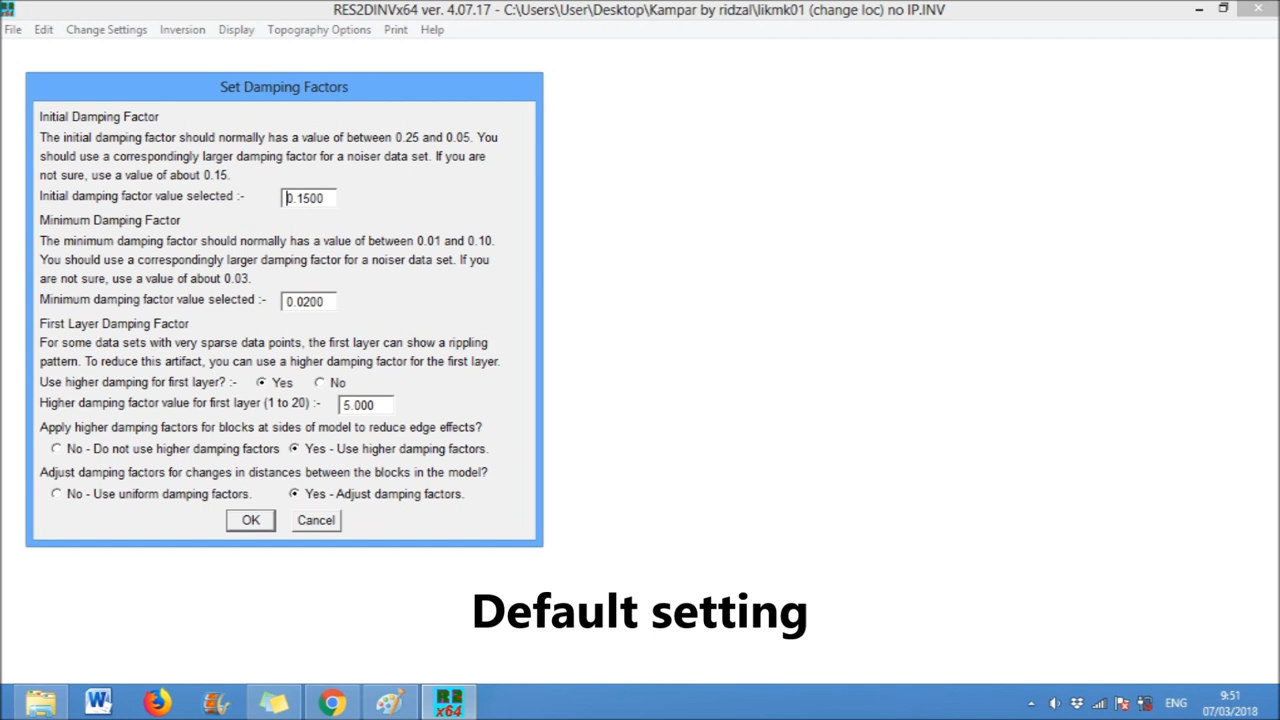 RES2DINVx64 ver. 4.07.17 - C:\Users\User\Desktop\Kampar by ridzal\likmk01 (change loc) no IP.INV
File Edit Change Settings Inversion Display Topography Options Print Help
Set Damping Factors
Initial Damping Factor
The initial damping factor should normally has a value of between 0.25 and 0.05. You
should use a correspondingly larger damping factor for a noiser data set. If you are
not sure, use a value of about 0.15.
Initial damping factor value selected :- 0.1500
Minimum Damping Factor
The minimum damping factor should normally has a value of between 0.01 and 0.10.
You should use a correspondingly larger damping factor for a noiser data set. If you
are not sure, use a value of about 0.03.
Minimum damping factor value selected :- 0.0200
First Layer Damping Factor
For some data sets with very sparse data points, the first layer can show a rippling
pattern. To reduce this artifact, you can use a higher damping factor for the first layer.
Use higher damping for first layer? :- Yes No
Higher damping factor value for first layer (1 to 20) :- 5.000
Apply higher damping factors for blocks at sides of model to reduce edge effects?
No - Do not use higher damping factors Yes - Use higher damping factors.
Adjust damping factors for changes in distances between the blocks in the model?
No - Use uniform damping factors. Yes - Adjust damping factors.
OK Cancel
Default setting
R2
x64
ENG
9:51
07/03/2018